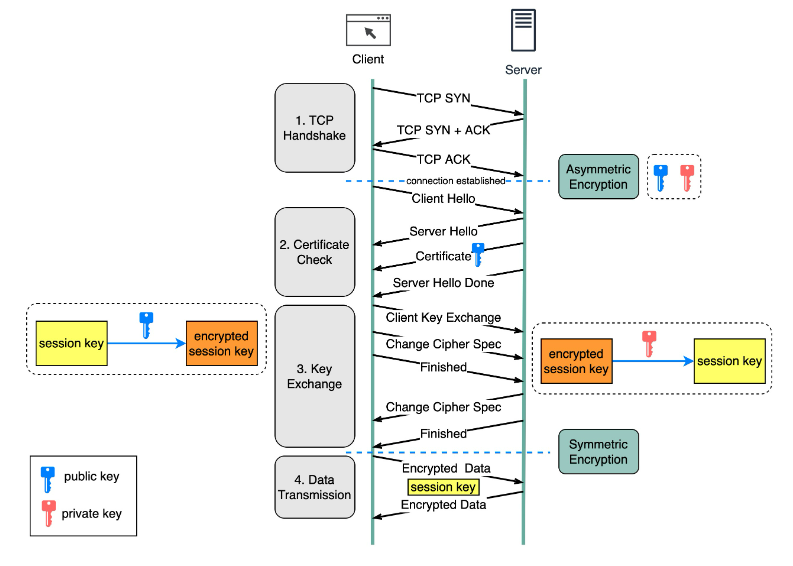 Client
Server
1. TCP
Handshake
TCP SYN
TCP SYN + ACK
TCP ACK
connection established
Asymmetric
Encryption
Client Hello
2. Certificate
Check
Server Hello
Certificate
Server Hello Done
session key
encrypted
session key
3. Key
Exchange
Client Key Exchange
Change Cipher Spec
Finished
encrypted
session key
session key
Change Cipher Spec
Finished
Symmetric
Encryption
4. Data
Transmission
Encrypted Data
session key
Encrypted Data
public key
private key